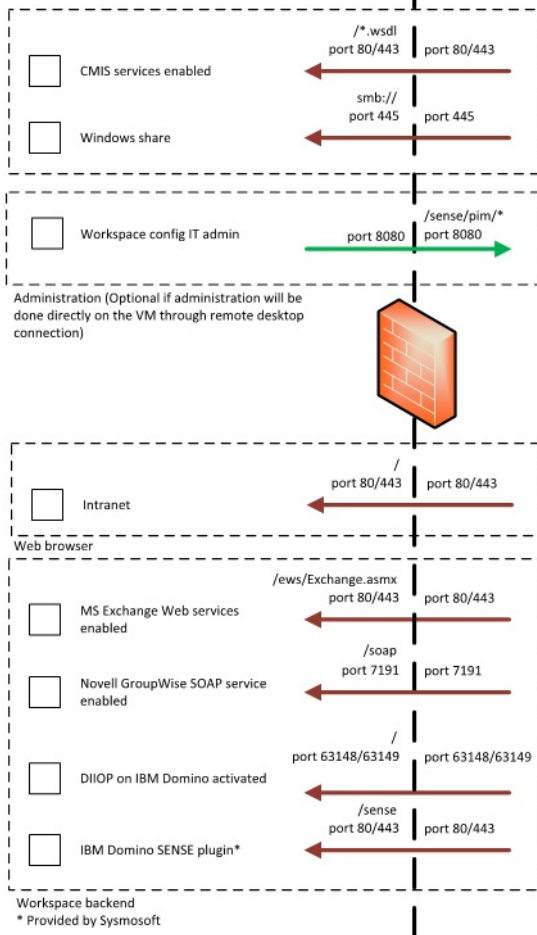 /*.wsdl
port 80/443 port 80/443
CMIS services enabled
smb://
port 445 port 445
Windows share
/sense/pim/*
Workspace config IT admin port 8080 port 8080
Administration (Optional if administration will be
done directly on the VM through remote desktop
connection)
/
port 80/443 port 80/443
Intranet
Web browser
/ews/Exchange.asmx
port 80/443 port 80/443
MS Exchange Web services
enabled
/soap
port 7191 port 7191
Novell GroupWise SOAP service
enabled
/
port 63148/63149 port 63148/63149
DIIOP on IBM Domino activated
/sense
port 80/443 port 80/443
IBM Domino SENSE plugin*
Workspace backend
* Provided by Sysmosoft